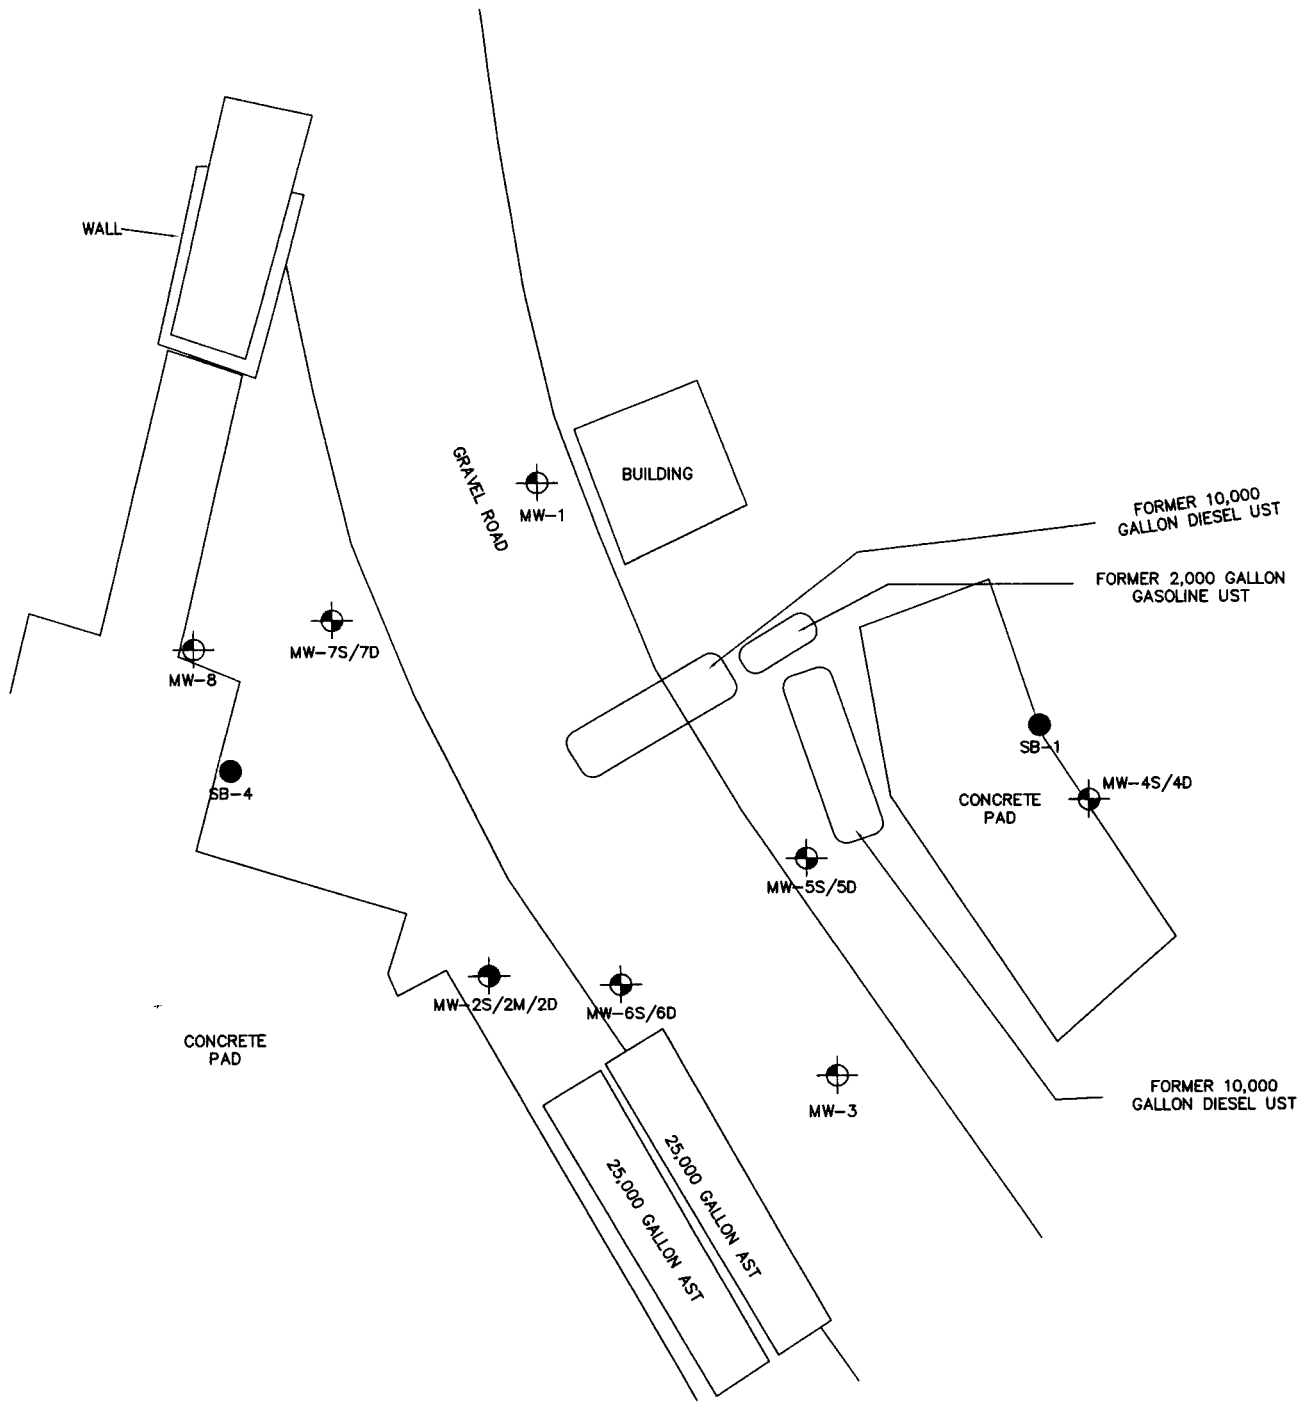 WALL
GRAVEL ROAD
BUILDING
MW-1
FORMER 10,000
GALLON DIESEL UST
FORMER 2,000 GALLON
GASOLINE UST
MW-7S/7D
MW-8
SB-1
SB-4
MW-4S/4D
CONCRETE
PAD
MW-5S/5D
MW-2S/2M/2D
MW-6S/6D
CONCRETE
PAD
MW-3
FORMER 10,000
GALLON DIESEL UST
25,000 GALLON AST
25,000 GALLON AST